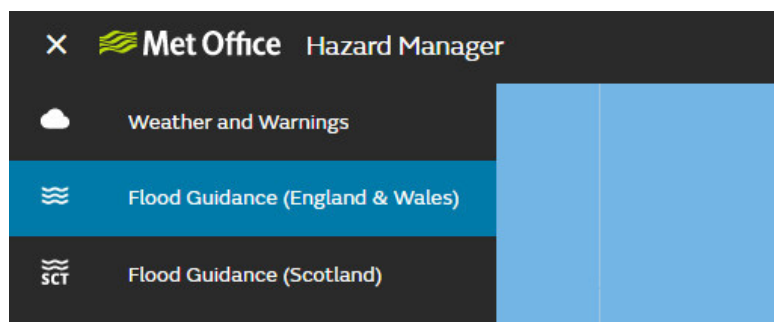 Met Office Hazard Manager
Weather and Warnings
Flood Guidance (England & Wales)
SCT Flood Guidance (Scotland)